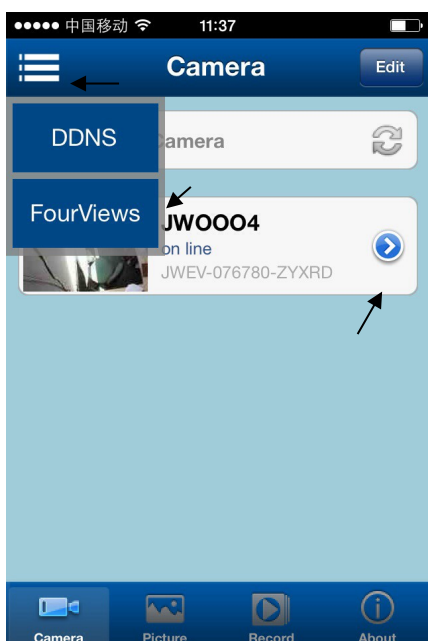 中国移动 11:37
Camera Edit
DDNS
Camera
FourViews
JWOOO4
on line
JWEV-076780-ZYXRD
Camera Picture Record About